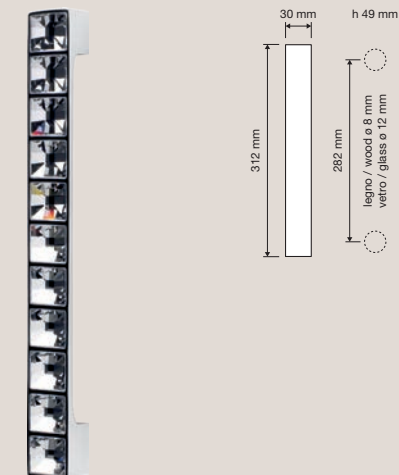 30 mm
h 49 mm
312 mm
282 mm
legno / wood ø 8 mm
vetro / glass ø 12 mm